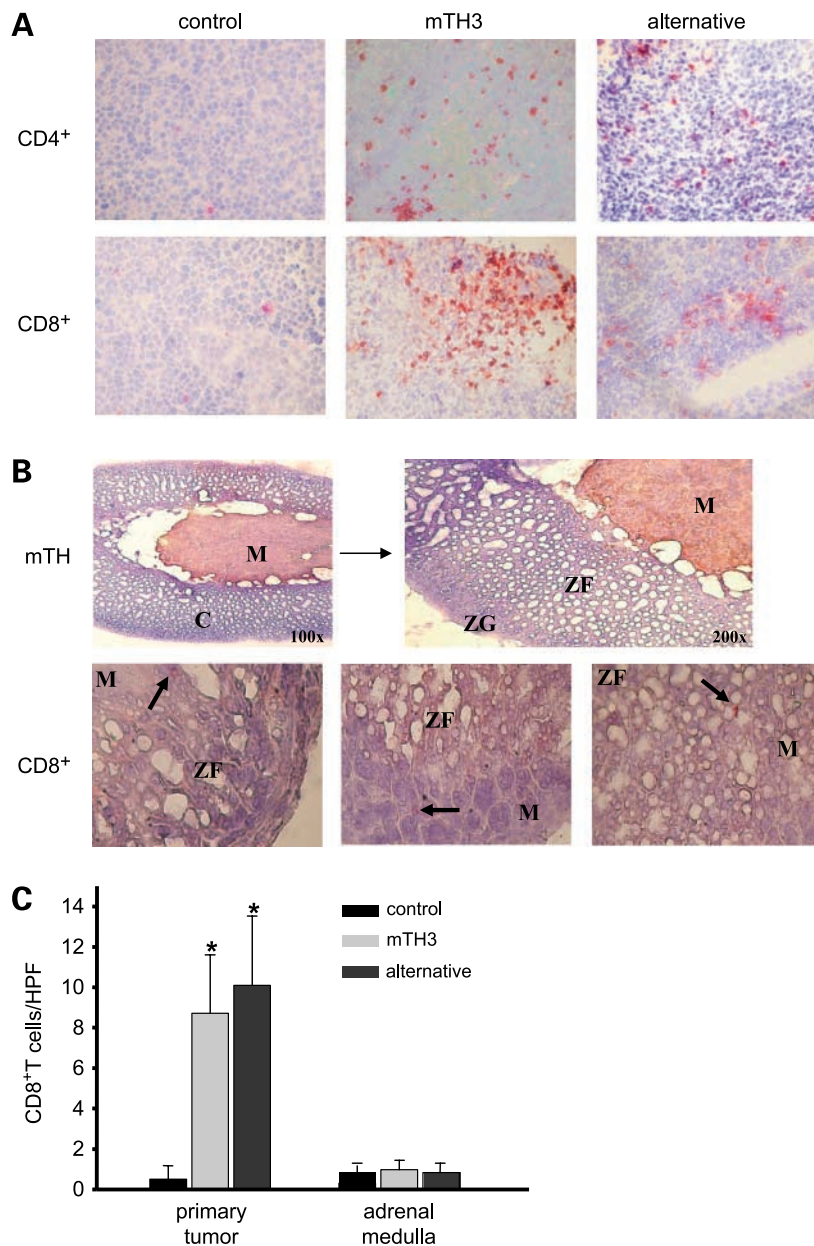 A
control mTH3 alternative
CD4+
CD8+
B
mTH
M
C
100x
M
ZF
ZG
200x
CD8+
M
ZF
ZF
M
ZF
M
C
CD8+T cells/HPF
14
12
10
8
6
4
2
0
* *
control
mTH3
alternative
primary
tumor
adrenal
medulla